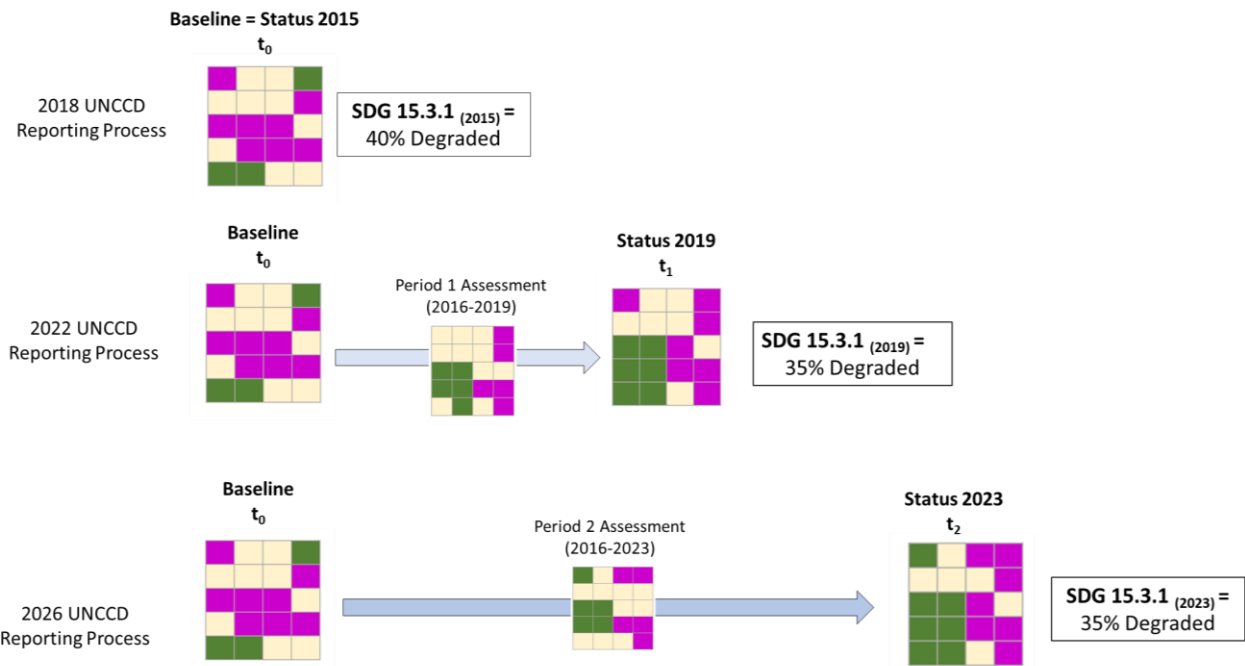 Baseline = Status 2015
t0
2018 UNCCD
Reporting Process
SDG 15.3.1 (2015) =
40% Degraded
Baseline
t0
Status 2019
t1
Period 1 Assessment
(2016-2019)
2022 UNCCD
Reporting Process
SDG 15.3.1 (2019) =
35% Degraded
Baseline
t0
Status 2023
t2
Period 2 Assessment
(2016-2023)
2026 UNCCD
Reporting Process
SDG 15.3.1 (2023) =
35% Degraded